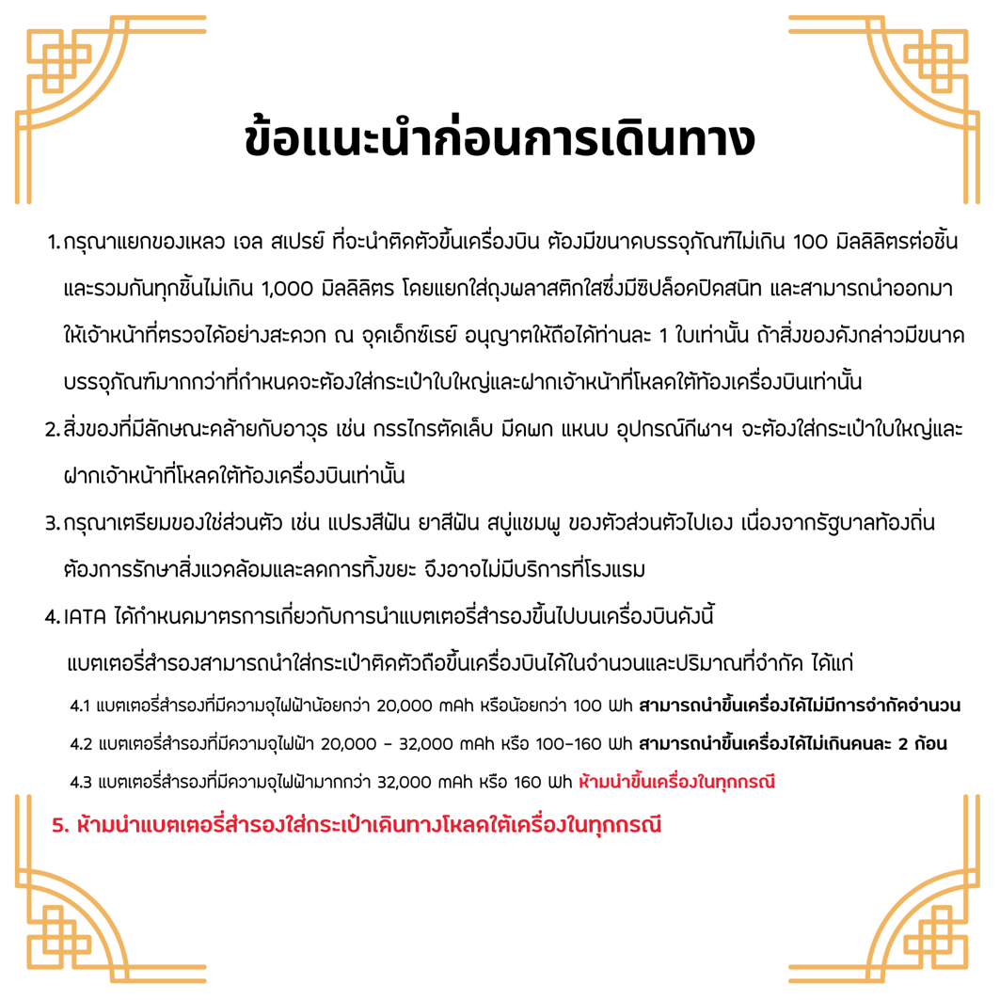 ข้อแนะนำก่อนการเดินทาง
1. กรุณาแยกของเหลว เจล สเปรย์ ที่จะนำติดตัวขึ้นเครื่องบิน ต้องมีขนาดบรรจุภัณฑ์ไม่เกิน 100 มิลลิลิตรต่อชิ้น
และรวมกันทุกชิ้นไม่เกิน 1,000 มิลลิลิตร โดยแยกใส่ถุงพลาสติกใสซึ่งมีซิปล็อคปิดสนิท และสามารถนำออกมา
ให้เจ้าหน้าที่ตรวจได้อย่างสะดวก ณ จุดเอ็กซ์เรย์ อนุญาตให้ถือได้ท่านละ 1 ใบเท่านั้น ถ้าสิ่งของดังกล่าวมีขนาด
บรรจุภัณฑ์มากกว่าที่กำหนดจะต้องใส่กระเป๋าใบใหญ่และฝากเจ้าหน้าที่โหลดใต้ท้องเครื่องบินเท่านั้น
2. สิ่งของที่มีลักษณะคล้ายกับอาวุธ เช่น กรรไกรตัดเล็บ มีดพก แหนบ อุปกรณ์กีฬาฯ จะต้องใส่กระเป๋าใบใหญ่และ
ฝากเจ้าหน้าที่โหลดใต้ท้องเครื่องบินเท่านั้น
3. กรุณาเตรียมของใช้ส่วนตัว เช่น แปรงสีฟัน ยาสีฟัน สบู่แชมพู ของตัวส่วนตัวไปเอง เนื่องจากรัฐบาลท้องถิ่น
ต้องการรักษาสิ่งแวดล้อมและลดการทิ้งขยะ จึงอาจไม่มีบริการที่โรงแรม
4. IATA ได้กำหนดมาตรการเกี่ยวกับการนำแบตเตอรี่สำรองขึ้นไปบนเครื่องบินดังนี้
แบตเตอรี่สำรองสามารถนำใส่กระเป๋าติดตัวถือขึ้นเครื่องบินได้ในจำนวนและปริมาณที่จำกัด ได้แก่
4.1 แบตเตอรี่สำรองที่มีความจุไฟฟ้าน้อยกว่า 20,000 mAh หรือน้อยกว่า 100 Wh สามารถนำขึ้นเครื่องได้ไม่มีการจำกัดจำนวน
4.2 แบตเตอรี่สำรองที่มีความจุไฟฟ้า 20,000 - 32,000 mAh หรือ 100-160 Wh สามารถนำขึ้นเครื่องได้ไม่เกินคนละ 2 ก้อน
4.3 แบตเตอรี่สำรองที่มีความจุไฟฟ้ามากกว่า 32,000 mAh หรือ 160 Wh ห้ามนำขึ้นเครื่องในทุกกรณี
5. ห้ามนำแบตเตอรี่สำรองใส่กระเป๋าเดินทางโหลดใต้เครื่องในทุกกรณี